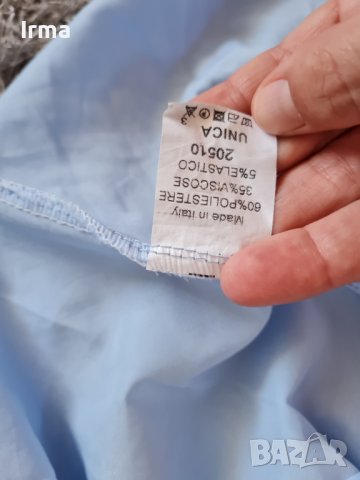 Irma
Made in italy
60%POLIESTERE
35%VISCOSE
5%ELASTICO
20510
UNICA
BAZAR